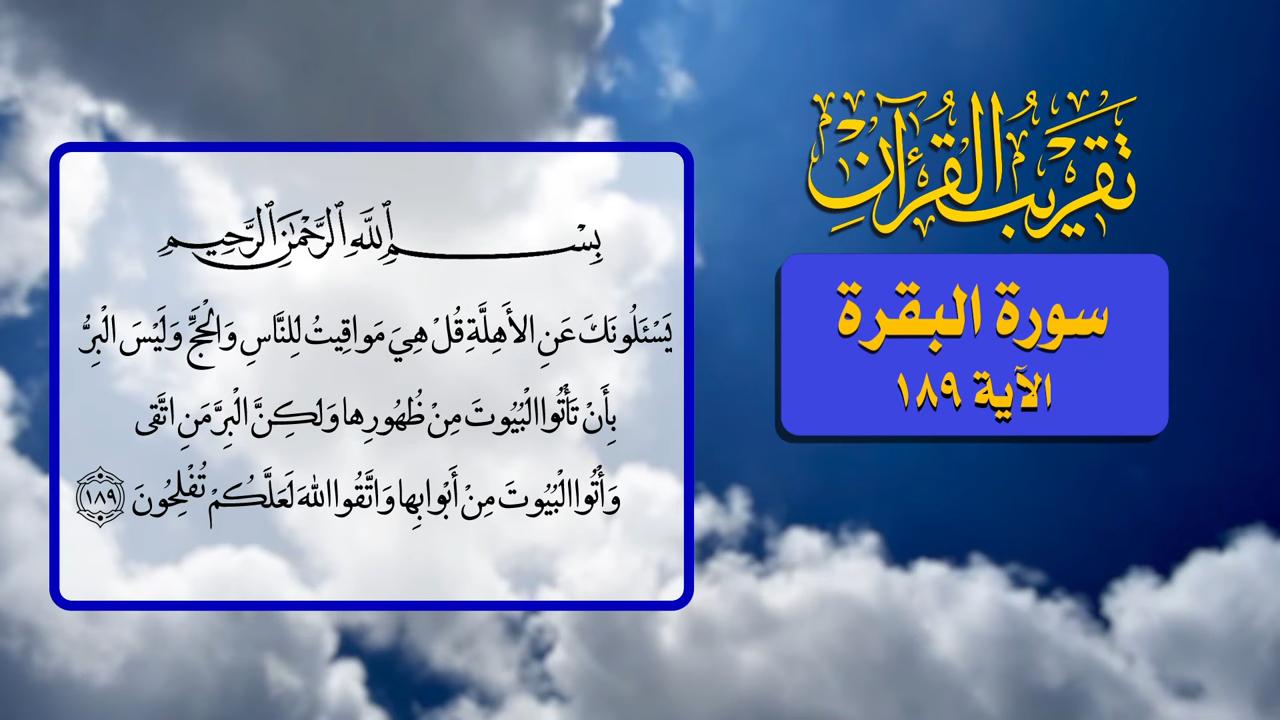 تقريب القرآن
سورة البقرة
الآية ١٨٩
بِسْمِ ٱللَّهِ ٱلرَّحْمَٰنِ ٱلرَّحِيمِ
يَسْئَلُونَكَ عَنِ الأَهِلَّةِ قُلْ هِيَ مَواقِيتُ لِلنَّاسِ وَالْحَجِّ وَلَيْسَ الْبِرُّ
بِأَنْ تَأْتُوا الْبُيُوتَ مِنْ ظُهُورِها وَلكِنَّ الْبِرَّ مَنِ اتَّقى
وَأْتُوا الْبُيُوتَ مِنْ أَبْوابِها وَاتَّقُوا اللهَ لَعَلَّكُمْ تُفْلِحُونَ ١٨٩